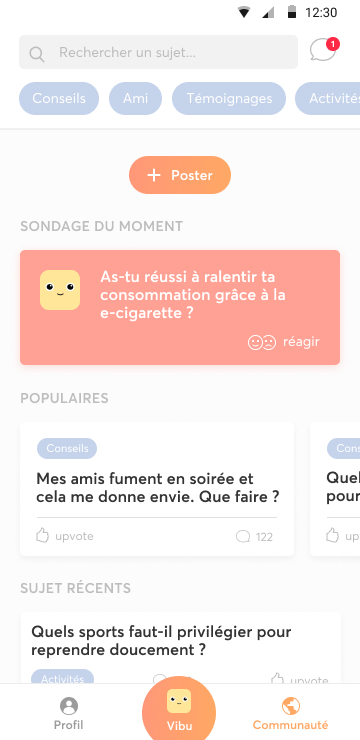 12:30
Rechercher un sujet...
1
Conseils
Ami
Témoignages
Activités
Poster
SONDAGE DU MOMENT
As-tu réussi à ralentir ta
consommation grâce à la
e-cigarette ?
réagir
POPULAIRES
Conseils
Mes amis fument en soirée et
cela me donne envie. Que faire ?
upvote
122
Cons
Quel
pour
up
SUJET RÉCENTS
Quels sports faut-il privilégier pour
reprendre doucement ?
Activités
upvote
Profil
Vibu
Communauté